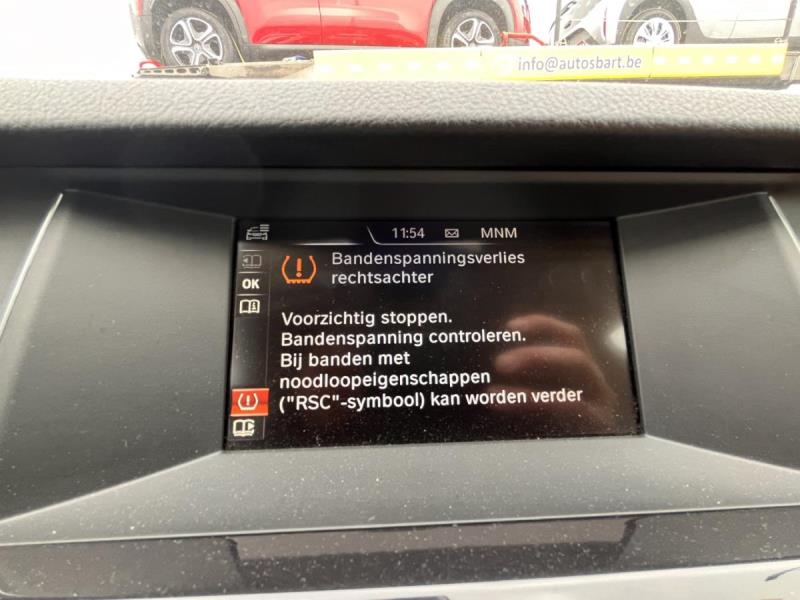 info@autosbart.be
11:54 MNM
Bandenspanningsverlies
rechtsachter
OK
Voorzichtig stoppen.
Bandenspanning controleren.
Bij banden met
noodloopeigenschappen
("RSC"-symbool) kan worden verder